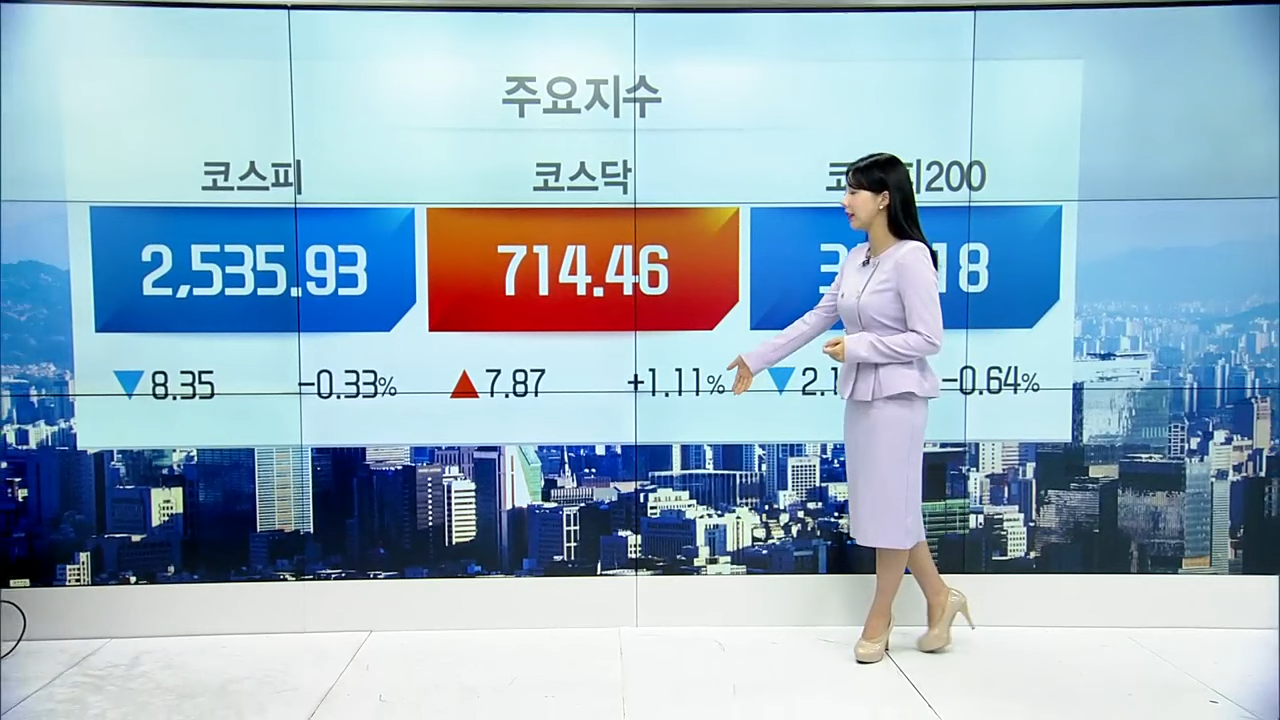 주요지수
코스피 코스닥
2,535.93 714.46
▼8.35 -0.33% ▲7.87 +1.11% ▼ -0.64%